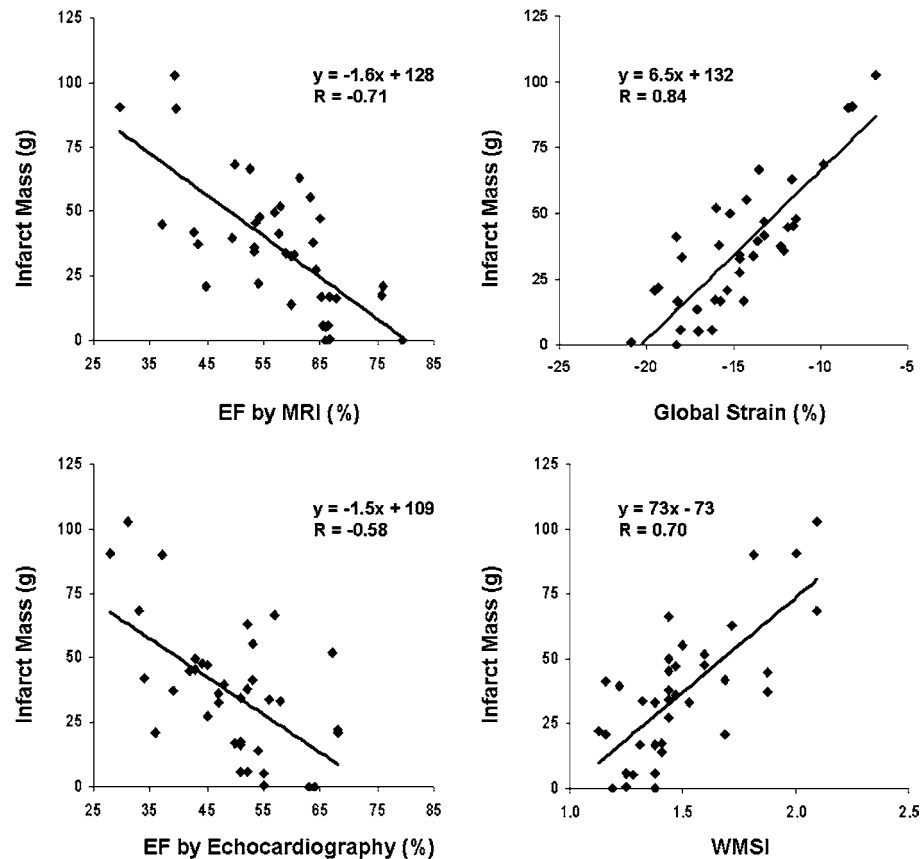 125
100
75
50
25
0
Infarct Mass (g)
y = -1.6x + 128
R = -0.71
25 35 45 55 65 75 85
EF by MRI (%)
125
100
75
50
25
0
Infarct Mass (g)
y = 6.5x + 132
R = 0.84
-25 -20 -15 -10 -5
Global Strain (%)
125
100
75
50
25
0
Infarct Mass (g)
y = -1.5x + 109
R = -0.58
25 35 45 55 65 75 85
EF by Echocardiography (%)
125
100
75
50
25
0
Infarct Mass (g)
y = 73x - 73
R = 0.70
1.0 1.5 2.0 2.5
WMSI